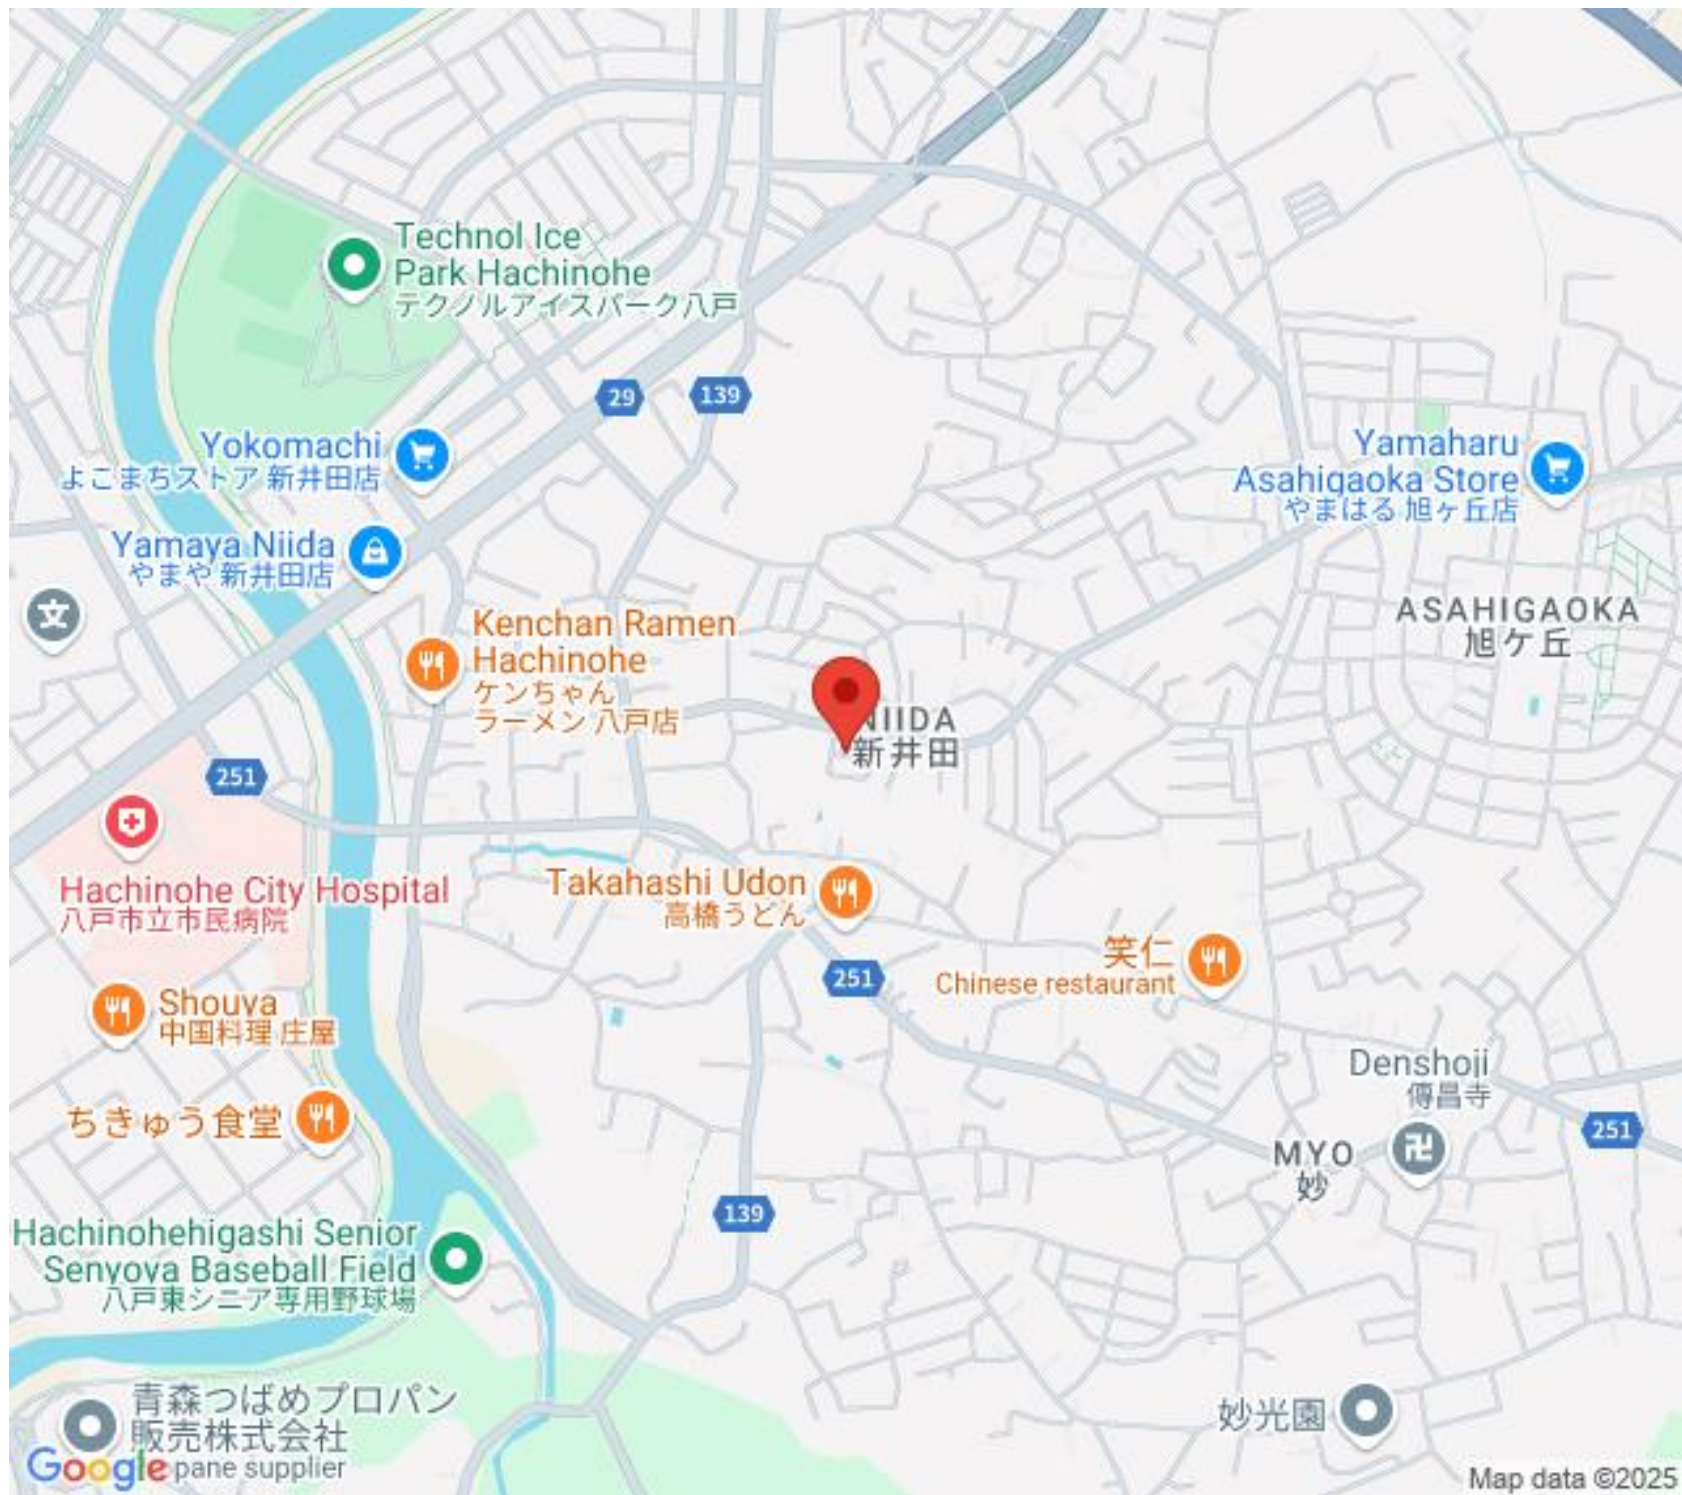 Technol Ice
Park Hachinohe
テクノルアイスパーク八戸
29
139
Yokomachi
よこまちストア 新井田店
Yamaharu
Asahigaoka Store
やまはる 旭ヶ丘店
Yamaya Niida
やまや 新井田店
文
Kenchan Ramen
Hachinohe
ケンちゃん
ラーメン 八戸店
ASAHIGAOKA
旭ケ丘
NIIDA
新井田
251
Hachinohe City Hospital
八戸市立市民病院
Takahashi Udon
高橋うどん
笑仁
Chinese restaurant
251
Shouya
中国料理 庄屋
Denshoji
傳昌寺
ちきゅう食堂
251
MYO
妙
139
Hachinohehigashi Senior
Senyoya Baseball Field
八戸東シニア専用野球場
青森つばめプロパン
販売株式会社
pane supplier
妙光園
Google
Map data ©2025